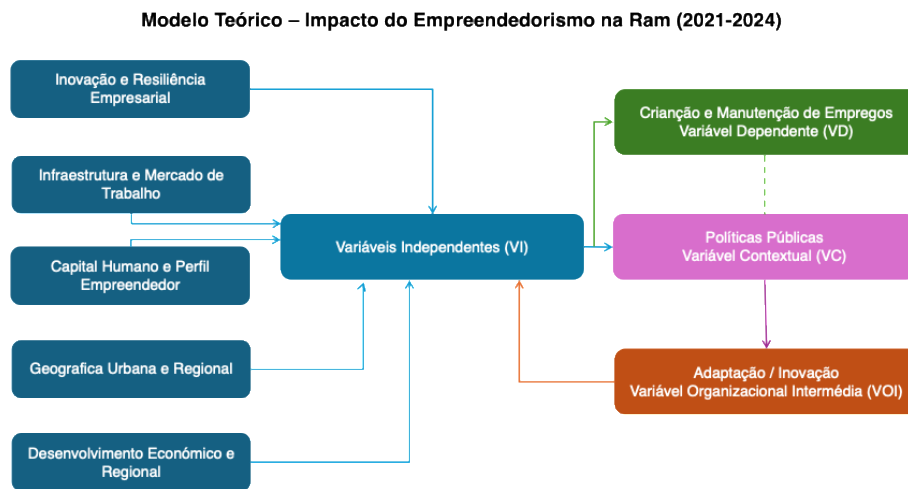 Modelo Teórico – Impacto do Empreendedorismo na Ram (2021-2024)
Inovação e Resiliência
Empresarial
Infraestrutura e Mercado de
Trabalho
Capital Humano e Perfil
Empreendedor
Geografica Urbana e Regional
Desenvolvimento Económico e
Regional
Variáveis Independentes (VI)
Crianção e Manutenção de Empregos
Variável Dependente (VD)
Políticas Públicas
Variável Contextual (VC)
Adaptação / Inovação
Variável Organizacional Intermédia (VOI)